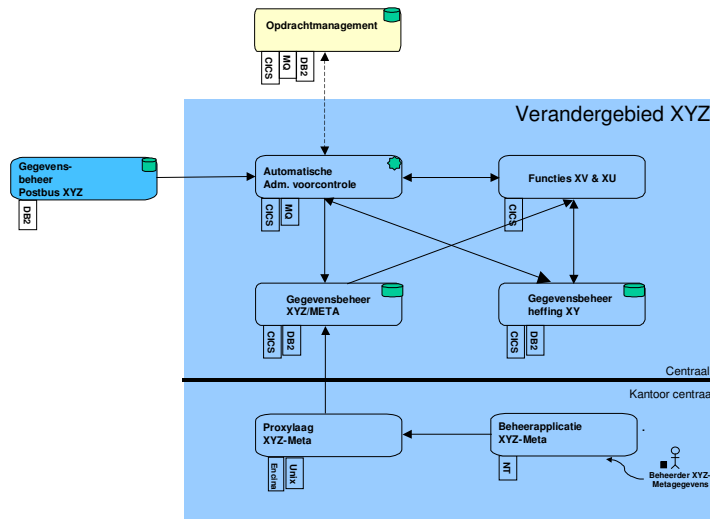 Opdrachtmanagement
CICS
MQ
DB2
Verandergebied XYZ
Gegevens-
beheer
Postbus XYZ
DB2
Automatische
Adm. voorcontrole
CICS
MQ
Functies XV & XU
CICS
Gegevensbeheer
XYZ/META
CICS
DB2
Gegevensbeheer
heffing XY
CICS
DB2
Centraal
Kantoor centraal
Proxylaag
XYZ-Meta
Encina
Unix
Beheerapplicatie
XYZ-Meta
NT
Beheerder XYZ-
Metagegevens